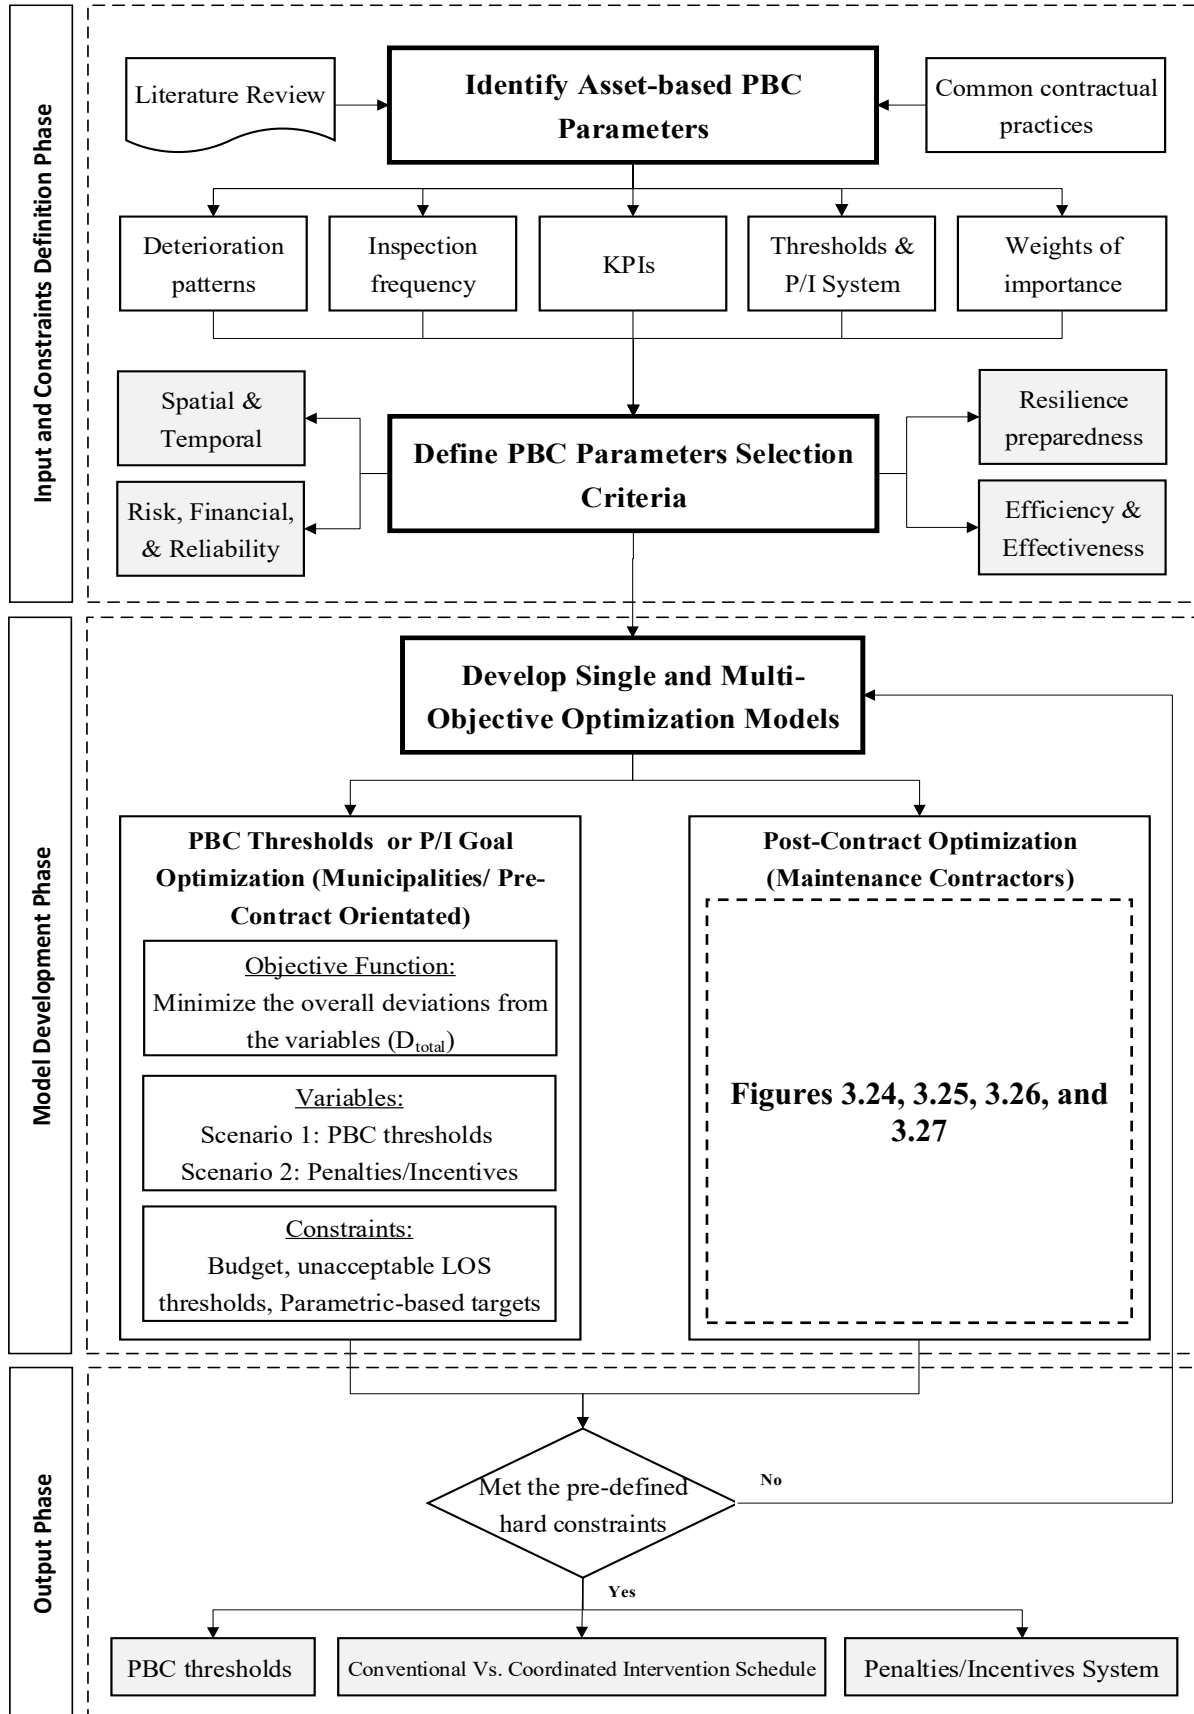 Input and Constraints Definition Phase
Literature Review
Identify Asset-based PBC
Parameters
Common contractual
practices
Deterioration
patterns
Inspection
frequency
KPIs
Thresholds &
P/I System
Weights of
importance
Spatial &
Temporal
Risk, Financial,
& Reliability
Define PBC Parameters Selection
Criteria
Resilience
preparedness
Efficiency &
Effectiveness
Model Development Phase
Develop Single and Multi-
Objective Optimization Models
PBC Thresholds or P/I Goal
Optimization (Municipalities/ Pre-
Contract Orientated)
Objective Function:
Minimize the overall deviations from
the variables (Dtotal)
Variables:
Scenario 1: PBC thresholds
Scenario 2: Penalties/Incentives
Constraints:
Budget, unacceptable LOS
thresholds, Parametric-based targets
Post-Contract Optimization
(Maintenance Contractors)
Figures 3.24, 3.25, 3.26, and
3.27
Output Phase
Met the pre-defined
hard constraints
No
Yes
PBC thresholds
Conventional Vs. Coordinated Intervention Schedule
Penalties/Incentives System